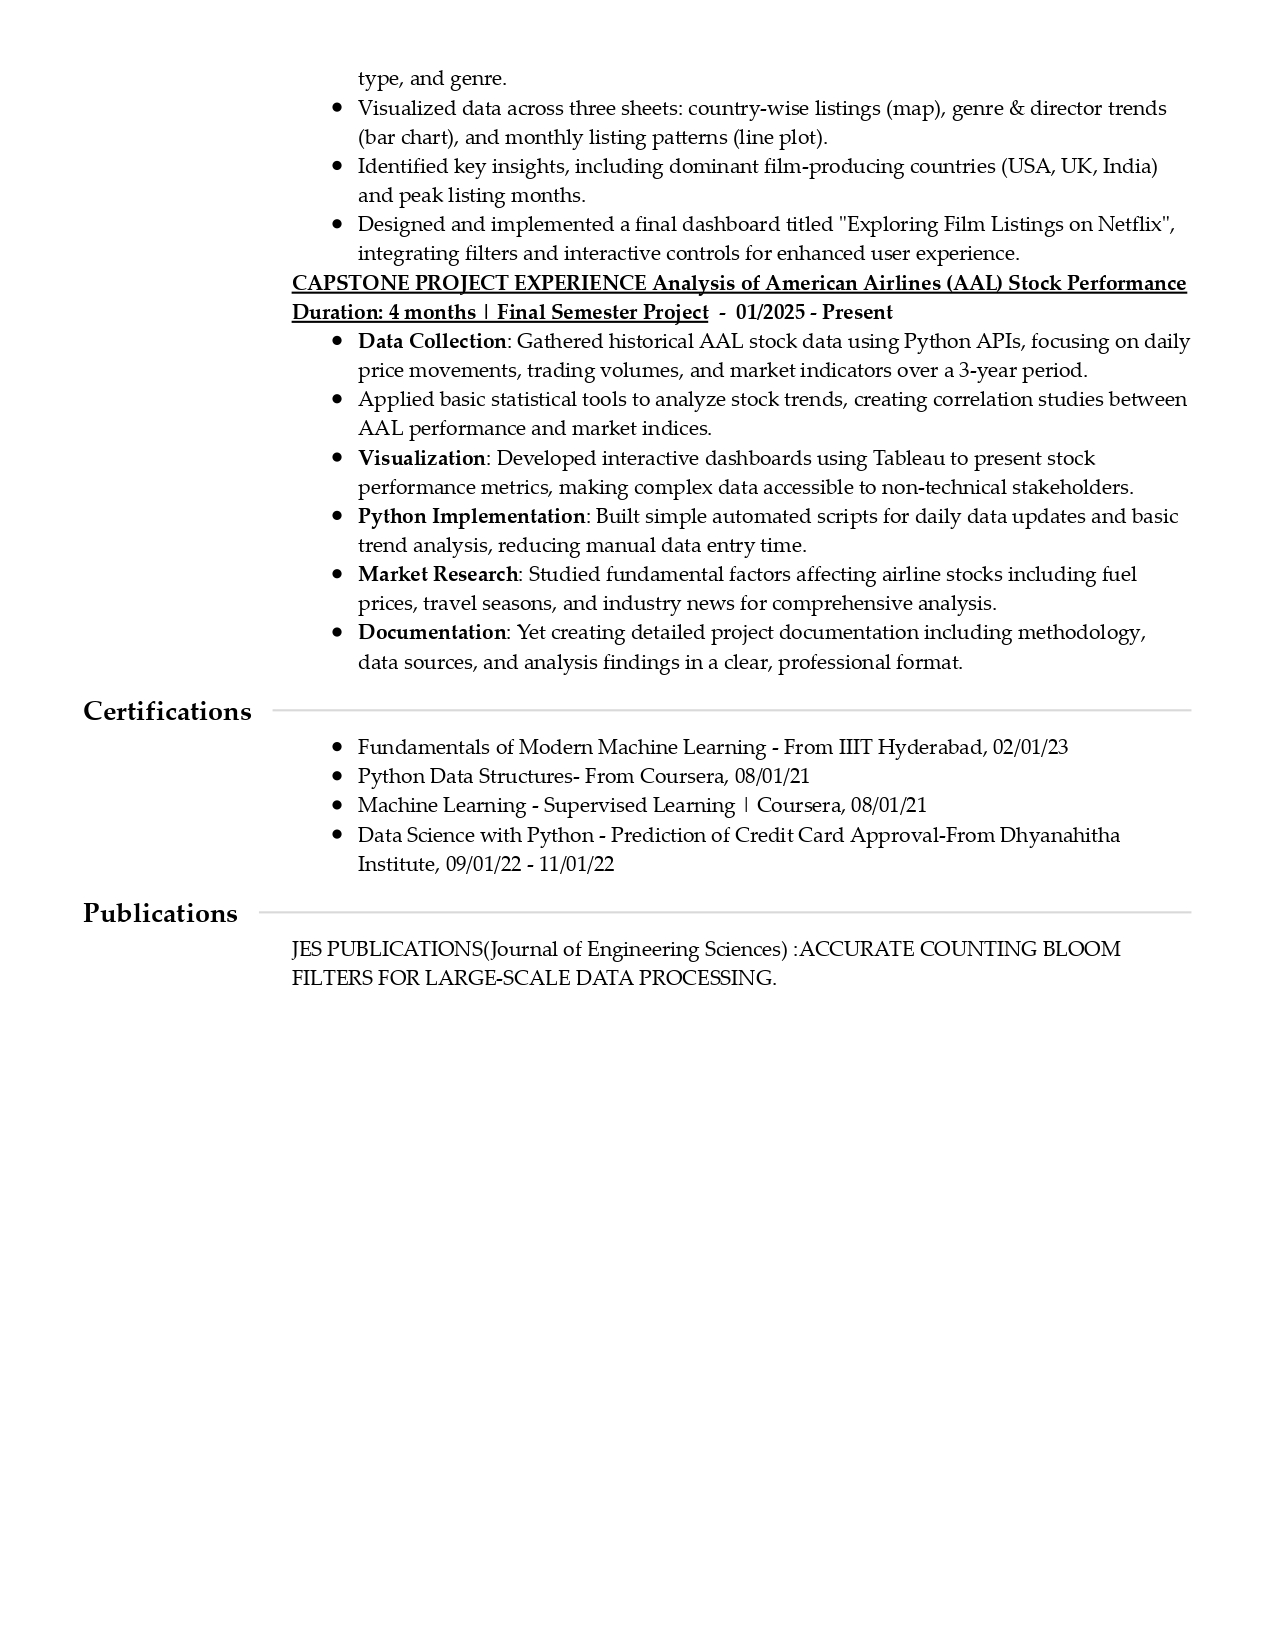 type, and genre.
● Visualized data across three sheets: country-wise listings (map), genre & director trends
(bar chart), and monthly listing patterns (line plot).
● Identified key insights, including dominant film-producing countries (USA, UK, India)
and peak listing months.
● Designed and implemented a final dashboard titled "Exploring Film Listings on Netflix",
integrating filters and interactive controls for enhanced user experience.
CAPSTONE PROJECT EXPERIENCE Analysis of American Airlines (AAL) Stock Performance
Duration: 4 months | Final Semester Project - 01/2025 - Present
● Data Collection: Gathered historical AAL stock data using Python APIs, focusing on daily
price movements, trading volumes, and market indicators over a 3-year period.
● Applied basic statistical tools to analyze stock trends, creating correlation studies between
AAL performance and market indices.
● Visualization: Developed interactive dashboards using Tableau to present stock
performance metrics, making complex data accessible to non-technical stakeholders.
● Python Implementation: Built simple automated scripts for daily data updates and basic
trend analysis, reducing manual data entry time.
● Market Research: Studied fundamental factors affecting airline stocks including fuel
prices, travel seasons, and industry news for comprehensive analysis.
● Documentation: Yet creating detailed project documentation including methodology,
data sources, and analysis findings in a clear, professional format.
Certifications
● Fundamentals of Modern Machine Learning - From IIIT Hyderabad, 02/01/23
● Python Data Structures- From Coursera, 08/01/21
● Machine Learning - Supervised Learning | Coursera, 08/01/21
● Data Science with Python - Prediction of Credit Card Approval-From Dhyanahitha
Institute, 09/01/22 - 11/01/22
Publications
JES PUBLICATIONS(Journal of Engineering Sciences) :ACCURATE COUNTING BLOOM
FILTERS FOR LARGE-SCALE DATA PROCESSING.